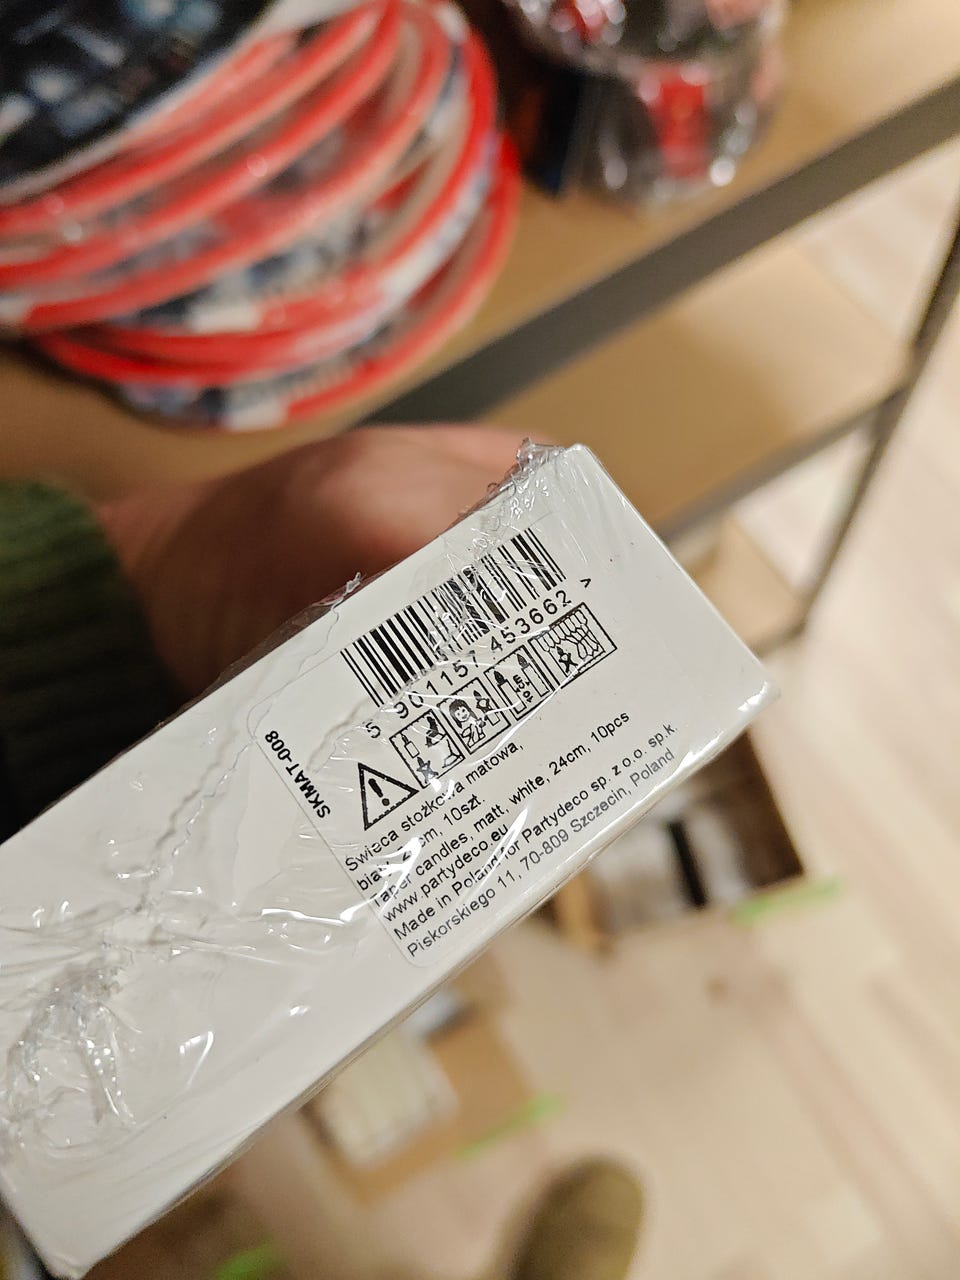 SKMAT-008
5 901157 453662 >
10cm
Świeca stożkowa matowa,
biała, 24cm, 10szt.
Taper candles, matt, white, 24cm, 10pcs
www.partydeco.eu
Made in Poland for Partydeco sp. z o.o. sp.k.
Piskorskiego 11, 70-809 Szczecin, Poland